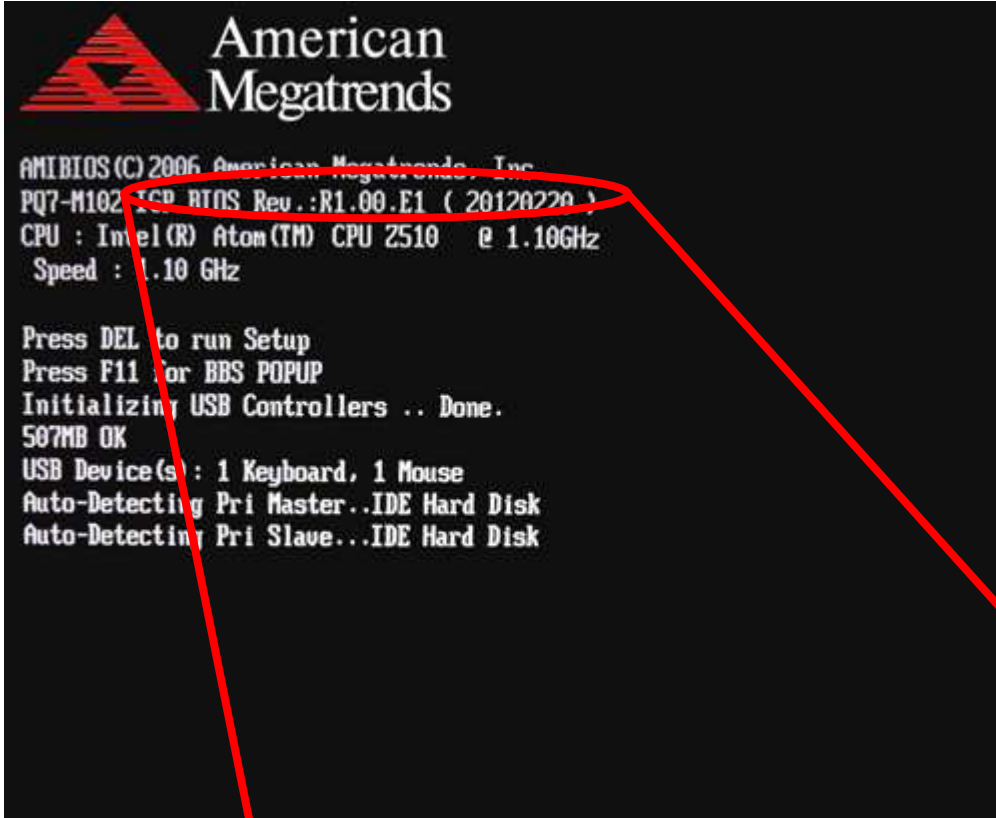 American
Megatrends
AMIBIOS(C)2006 American Megatrends, Inc.
PQ7-M102 IGP BIOS Rev.:R1.00.E1 ( 20120220 )
CPU : Intel(R) Atom(TM) CPU Z510 @ 1.10GHz
Speed : 1.10 GHz
Press DEL to run Setup
Press F11 for BBS POPUP
Initializing USB Controllers .. Done.
507MB OK
USB Device(s): 1 Keyboard, 1 Mouse
Auto-Detecting Pri Master..IDE Hard Disk
Auto-Detecting Pri Slave...IDE Hard Disk